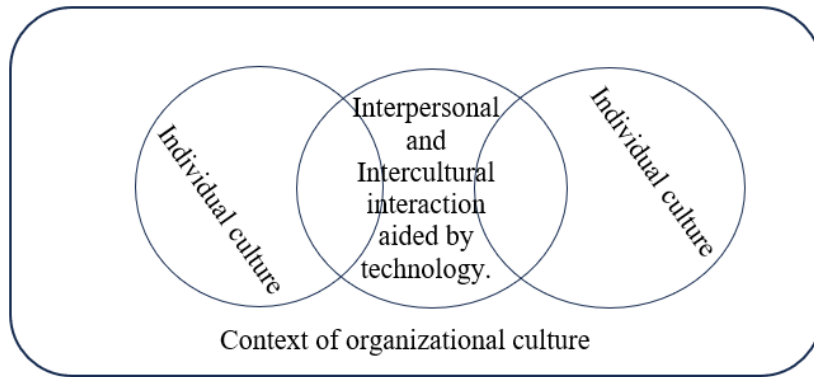 Individual culture
Interpersonal
and
Intercultural
interaction
aided by
technology.
Individual culture
Context of organizational culture